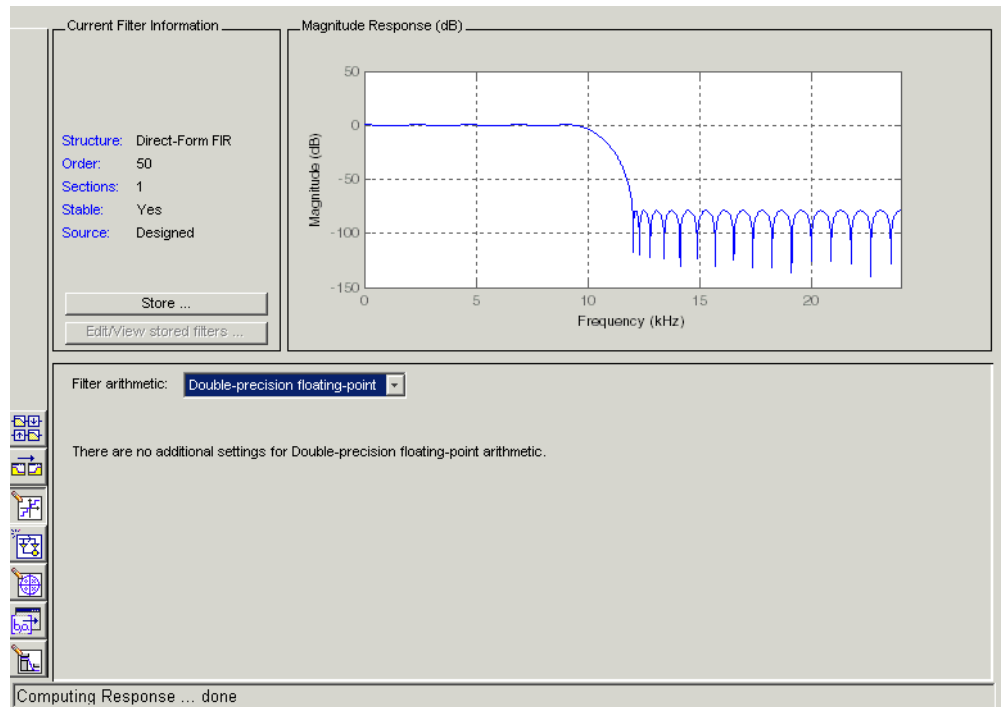 Current Filter Information
Structure: Direct-Form FIR
Order: 50
Sections: 1
Stable: Yes
Source: Designed
Store ...
Edit/View stored filters ...
Magnitude Response (dB)
50
0
-50
-100
-150
Magnitude (dB)
0 5 10 15 20
Frequency (kHz)
Filter arithmetic: Double-precision floating-point
There are no additional settings for Double-precision floating-point arithmetic.
[b,a]
Computing Response ... done